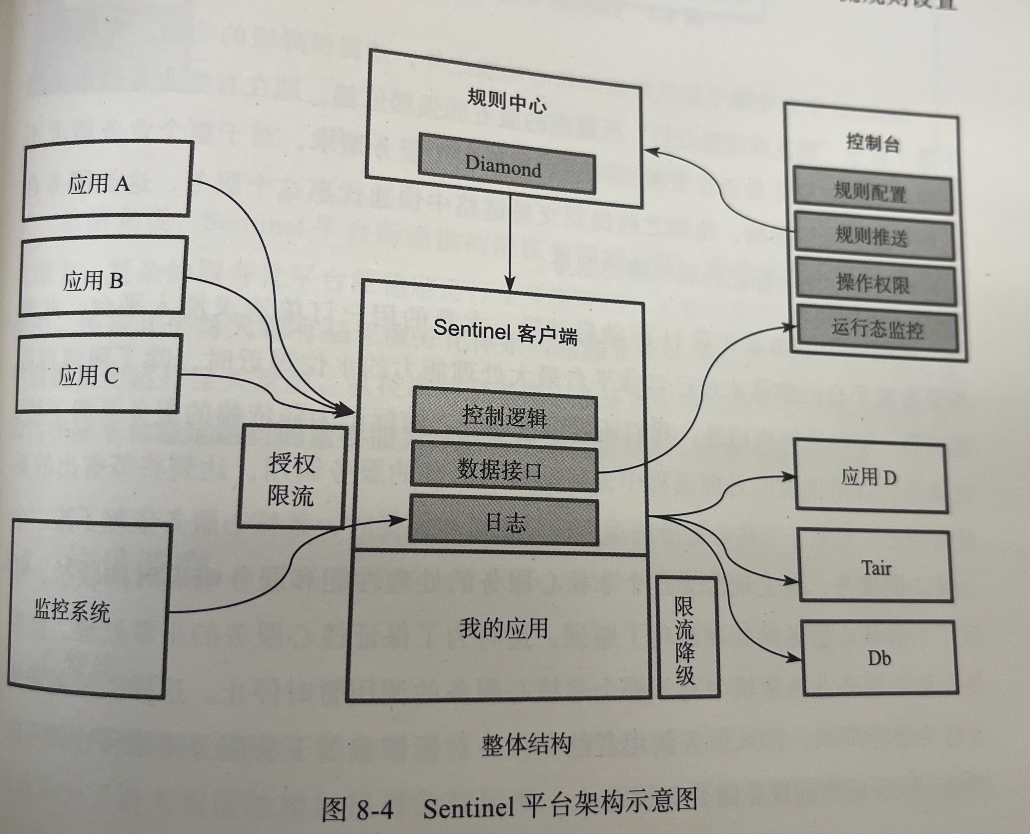 规则设置
规则中心
Diamond
控制台
规则配置
规则推送
操作权限
运行态监控
应用 A
应用 B
应用 C
Sentinel 客户端
控制逻辑
数据接口
日志
授权
限流
监控系统
我的应用
限流降级
应用 D
Tair
Db
整体结构
图 8-4 Sentinel 平台架构示意图